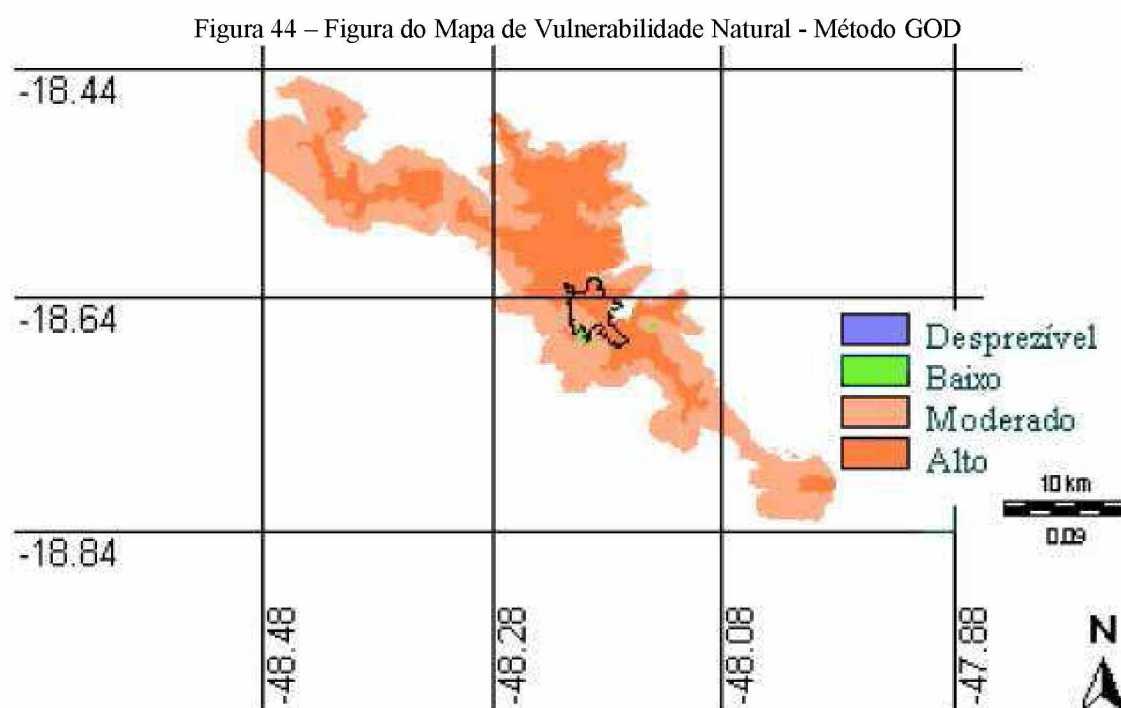 Figura 44 – Figura do Mapa de Vulnerabilidade Natural - Método GOD
-18.44
-18.64
Desprezível
Baixo
Moderado
Alto
10 km
0.09
-18.84
-48.48
-48.28
-48.08
-47.88
N